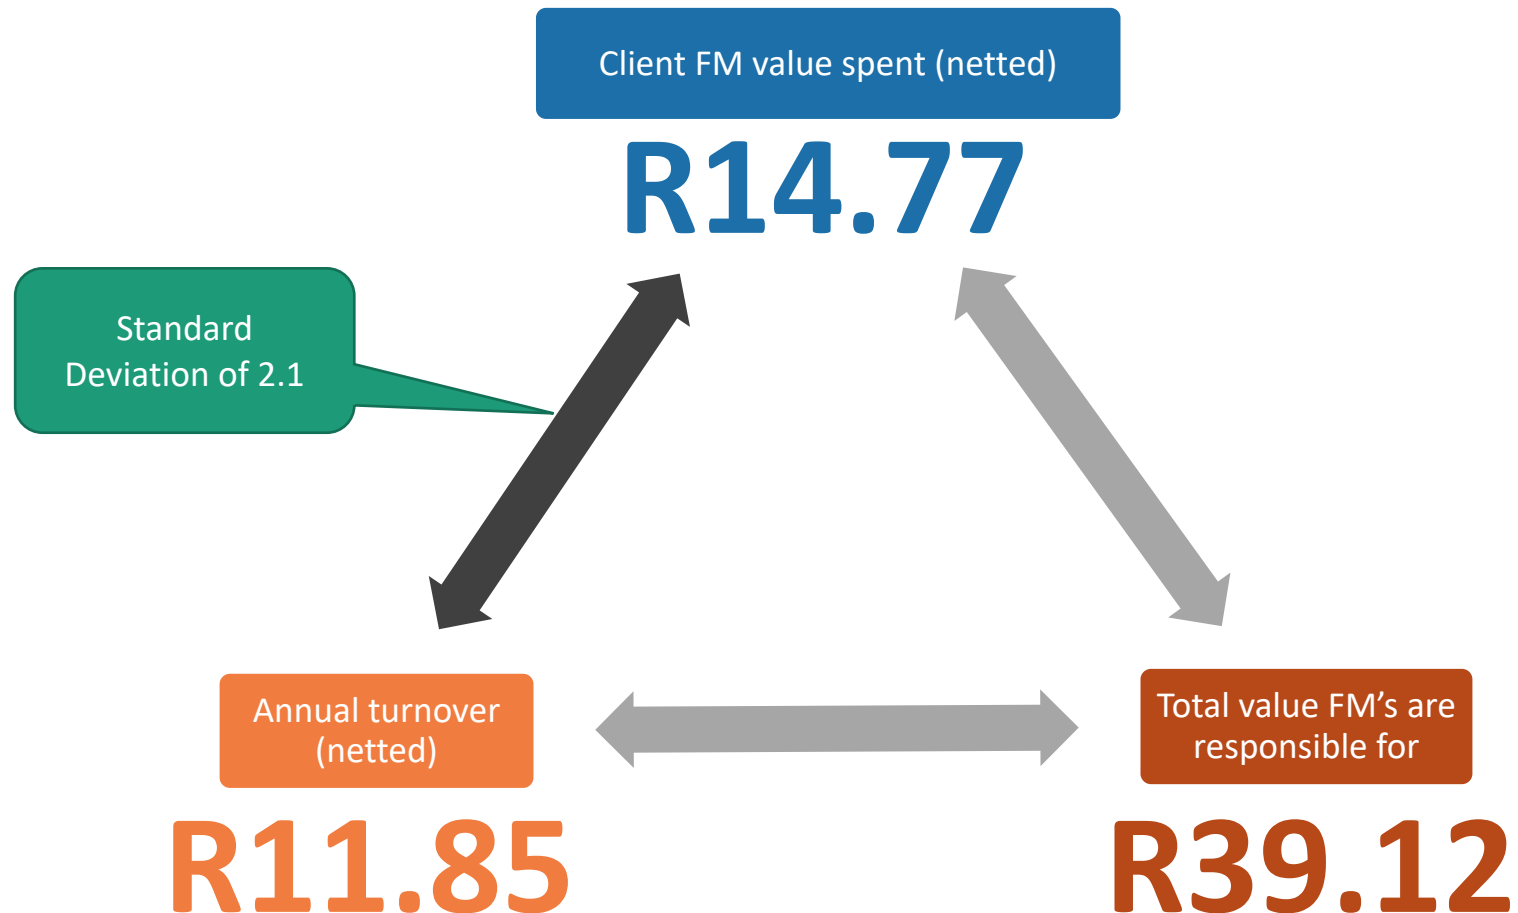 Client FM value spent (netted)
R14.77
Standard
Deviation of 2.1
Annual turnover
(netted)
R11.85
Total value FM’s are
responsible for
R39.12